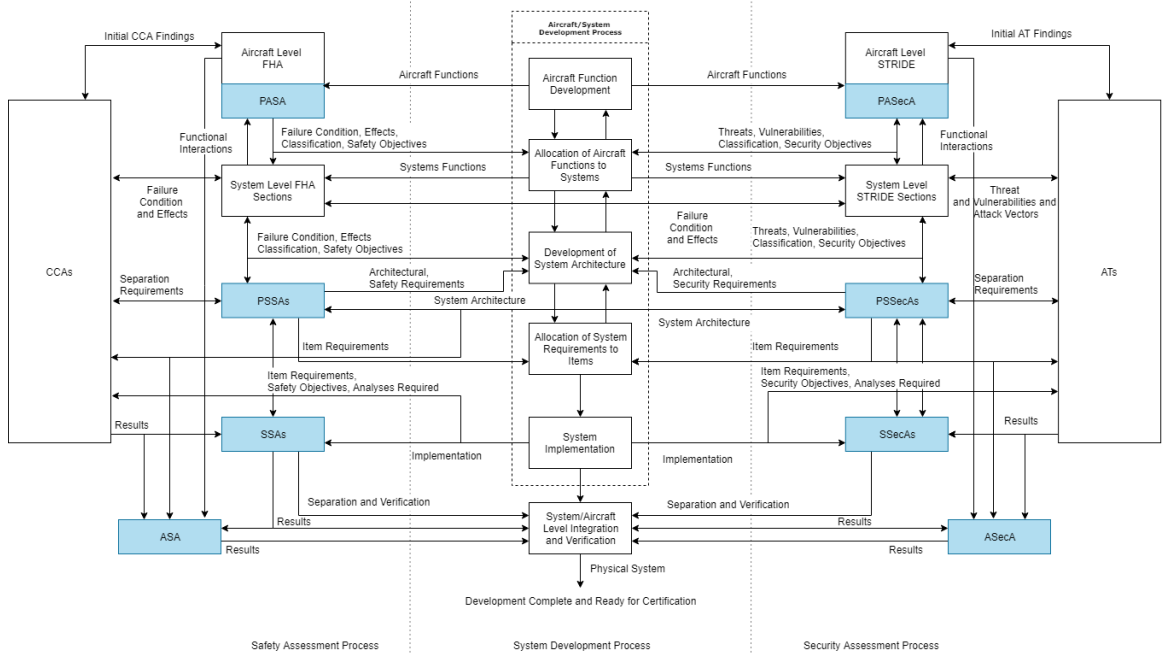 Aircraft/System
Development Process
Initial CCA Findings
Aircraft Level
FHA
PASA
Aircraft Functions
Aircraft Function
Development
Aircraft Functions
Aircraft Level
STRIDE
PASecA
Initial AT Findings
Functional
Interactions
Failure Condition, Effects,
Classification, Safety Objectives
Allocation of Aircraft
Functions to
Systems
Threats, Vulnerabilities,
Classification, Security Objectives
Functional
Interactions
Systems Functions
Systems Functions
System Level FHA
Sections
System Level
STRIDE Sections
Failure
Condition
and Effects
Threat
and Vulnerabilities and
Attack Vectors
Failure
Condition
and Effects
Failure Condition, Effects
Classification, Safety Objectives
Development of
System Architecture
Threats, Vulnerabilities,
Classification, Security Objectives
CCAs
ATs
Separation
Requirements
Architectural,
Safety Requirements
Architectural,
Security Requirements
Separation
Requirements
PSSAs
System Architecture
PSSecAs
System Architecture
Item Requirements
Allocation of System
Requirements to
Items
Item Requirements
Item Requirements,
Safety Objectives, Analyses Required
Item Requirements,
Security Objectives, Analyses Required
Results
SSAs
System
Implementation
SSecAs
Results
Implementation
Implementation
Separation and Verification
Separation and Verification
ASA
Results
System/Aircraft
Level Integration
and Verification
Results
ASecA
Results
Results
Physical System
Development Complete and Ready for Certification
Safety Assessment Process
System Development Process
Security Assessment Process